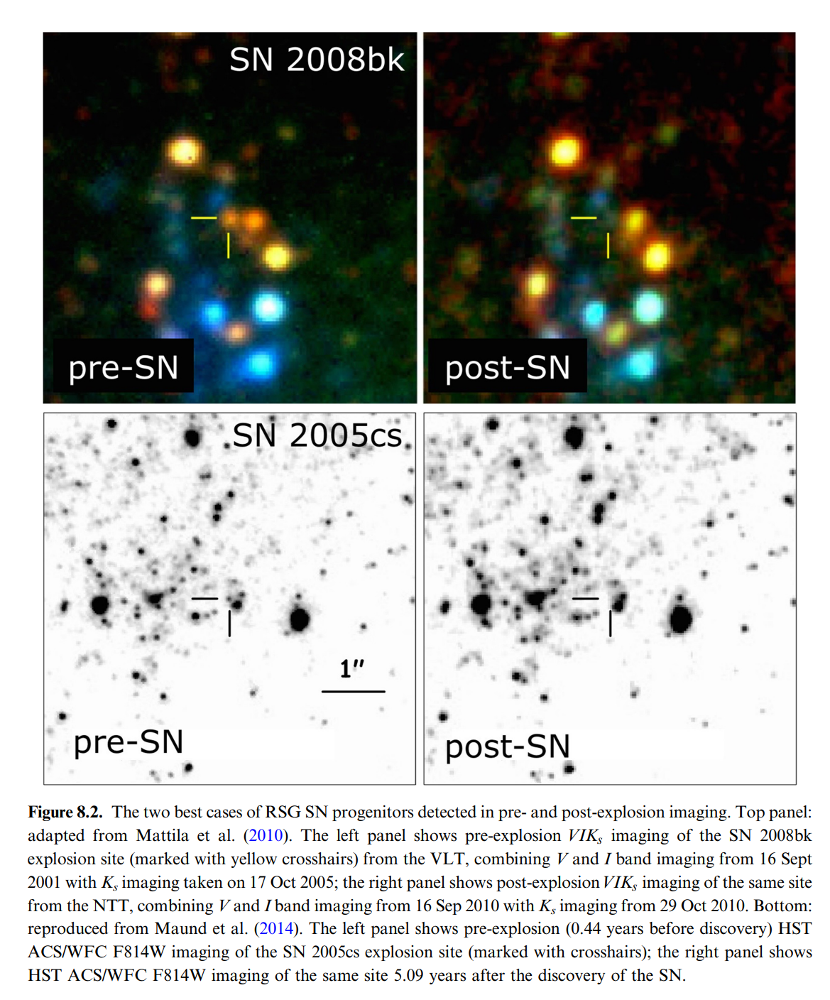 SN 2008bk
pre-SN
post-SN
SN 2005cs
1″
pre-SN
post-SN
Figure 8.2. The two best cases of RSG SN progenitors detected in pre- and post-explosion imaging. Top panel:
adapted from Mattila et al. (2010). The left panel shows pre-explosion VIKs imaging of the SN 2008bk
explosion site (marked with yellow crosshairs) from the VLT, combining V and I band imaging from 16 Sept
2001 with Ks imaging taken on 17 Oct 2005; the right panel shows post-explosion VIKs imaging of the same site
from the NTT, combining V and I band imaging from 16 Sep 2010 with Ks imaging from 29 Oct 2010. Bottom:
reproduced from Maund et al. (2014). The left panel shows pre-explosion (0.44 years before discovery) HST
ACS/WFC F814W imaging of the SN 2005cs explosion site (marked with crosshairs); the right panel shows
HST ACS/WFC F814W imaging of the same site 5.09 years after the discovery of the SN.